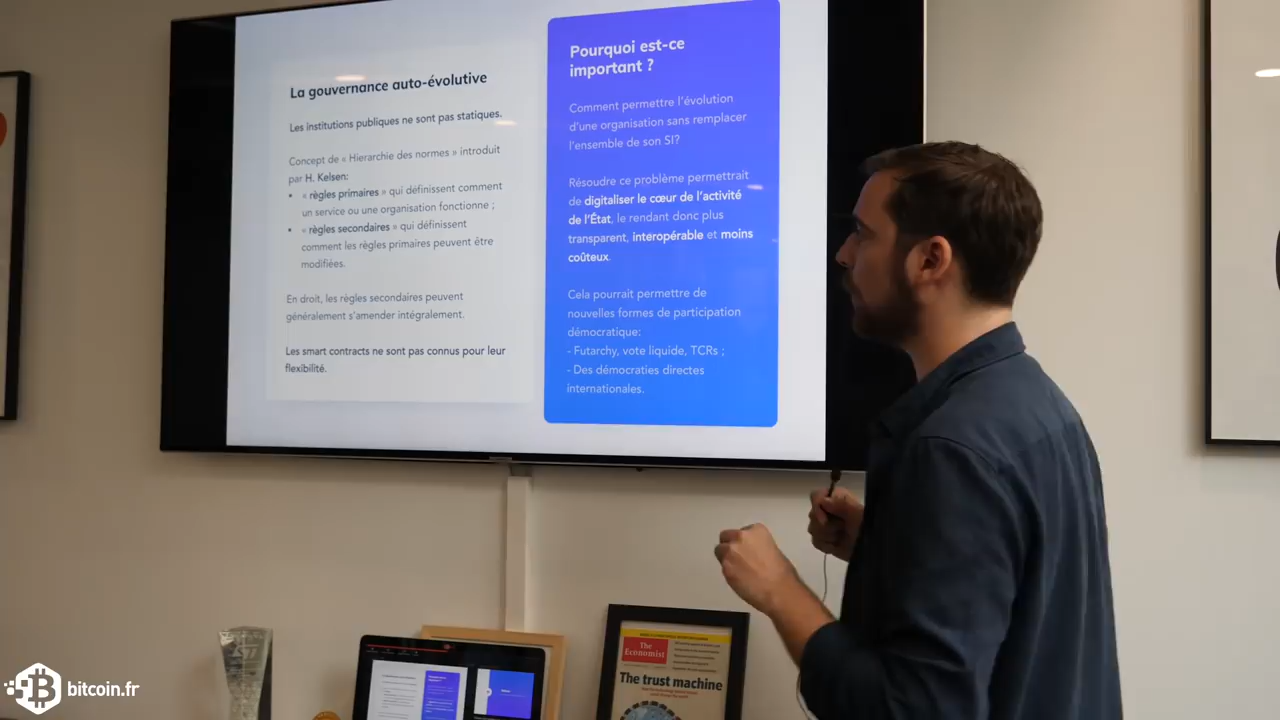 La gouvernance auto-évolutive
Les institutions publiques ne sont pas statiques.
Concept de « Hierarchie des normes » introduit
par H. Kelsen:
• « règles primaires » qui définissent comment
un service ou une organisation fonctionne ;
• « règles secondaires » qui définissent
comment les règles primaires peuvent être
modifiées.
En droit, les règles secondaires peuvent
généralement s'amender intégralement.
Les smart contracts ne sont pas connus pour leur
flexibilité.
Pourquoi est-ce
important ?
Comment permettre l'évolution
d'une organisation sans remplacer
l'ensemble de son SI?
Résoudre ce problème permettrait
de digitaliser le cœur de l'activité
de l'État, le rendant donc plus
transparent, interopérable et moins
coûteux.
Cela pourrait permettre de
nouvelles formes de participation
démocratique:
- Futarchy, vote liquide, TCRs ;
- Des démocraties directes
internationales.
The
Economist
The trust machine
bitcoin.fr